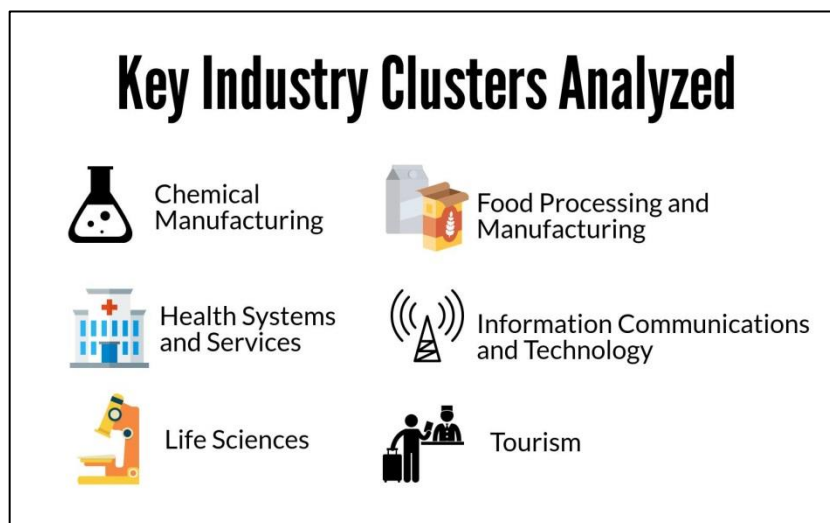 Key Industry Clusters Analyzed
Chemical
Manufacturing
Food Processing and
Manufacturing
Health Systems
and Services
Information Communications
and Technology
Life Sciences
Tourism